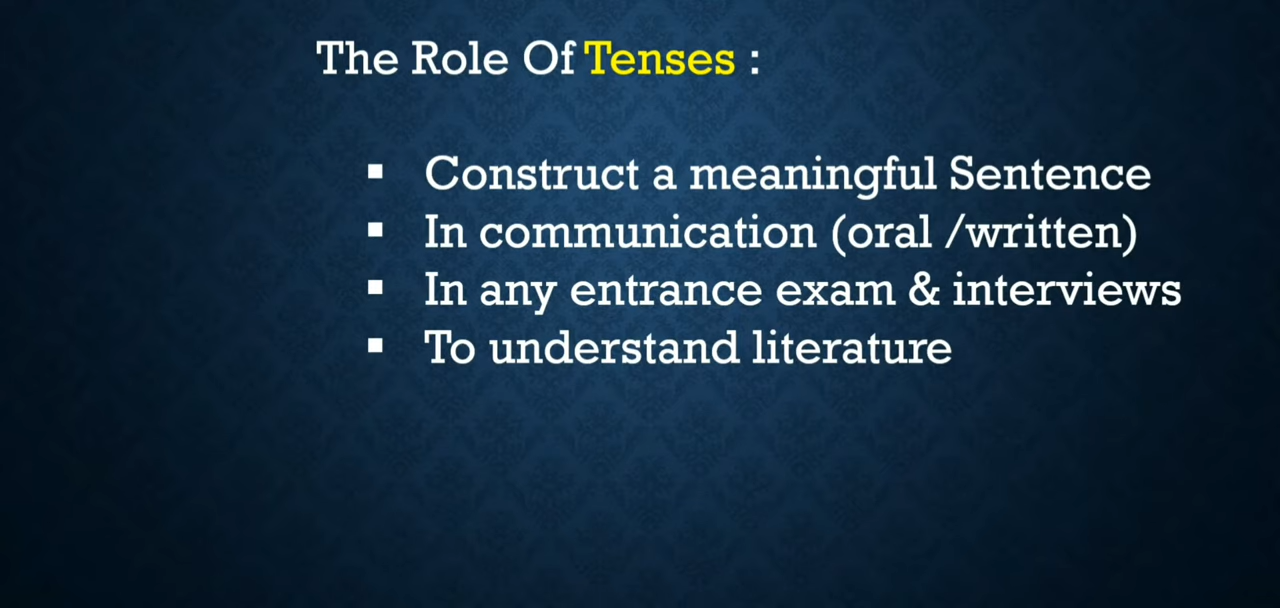 The Role Of Tenses :
▪ Construct a meaningful Sentence
▪ In communication (oral /written)
▪ In any entrance exam & interviews
▪ To understand literature